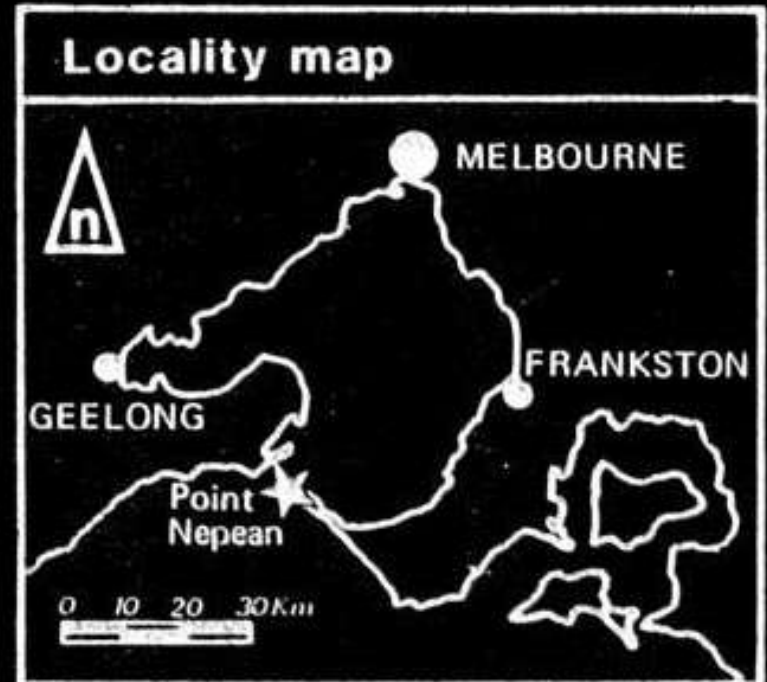 Locality map
n
MELBOURNE
FRANKSTON
GEELONG
Point
Nepean
0 10 20 30Km